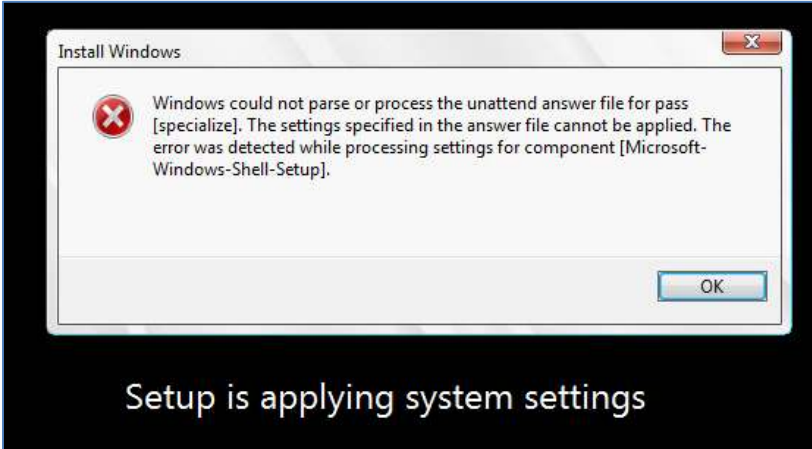 Install Windows
Windows could not parse or process the unattend answer file for pass
[specialize]. The settings specified in the answer file cannot be applied. The
error was detected while processing settings for component [Microsoft-
Windows-Shell-Setup].
OK
Setup is applying system settings